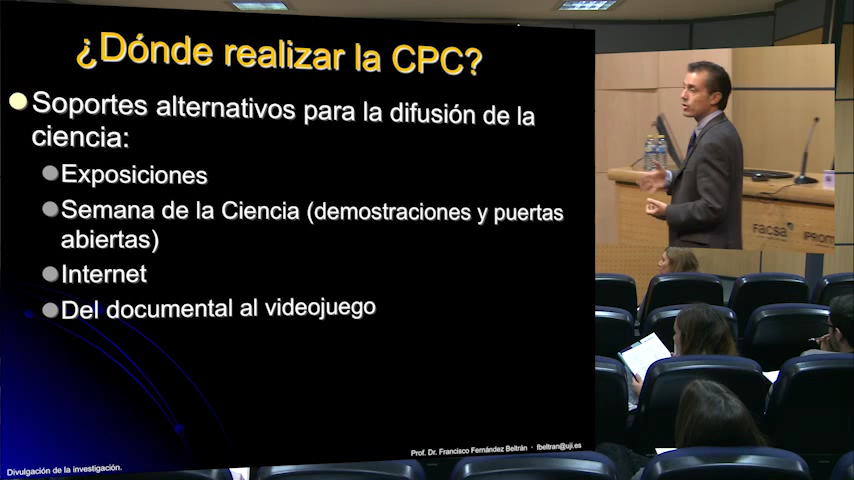 ¿Dónde realizar la CPC?
Soportes alternativos para la difusión de la
ciencia:
Exposiciones
Semana de la Ciencia (demostraciones y puertas
abiertas)
Internet
Del documental al videojuego
Prof. Dr. Francisco Fernández Beltrán · fbeltran@uji.es
Divulgación de la investigación.
facsa
IPROM